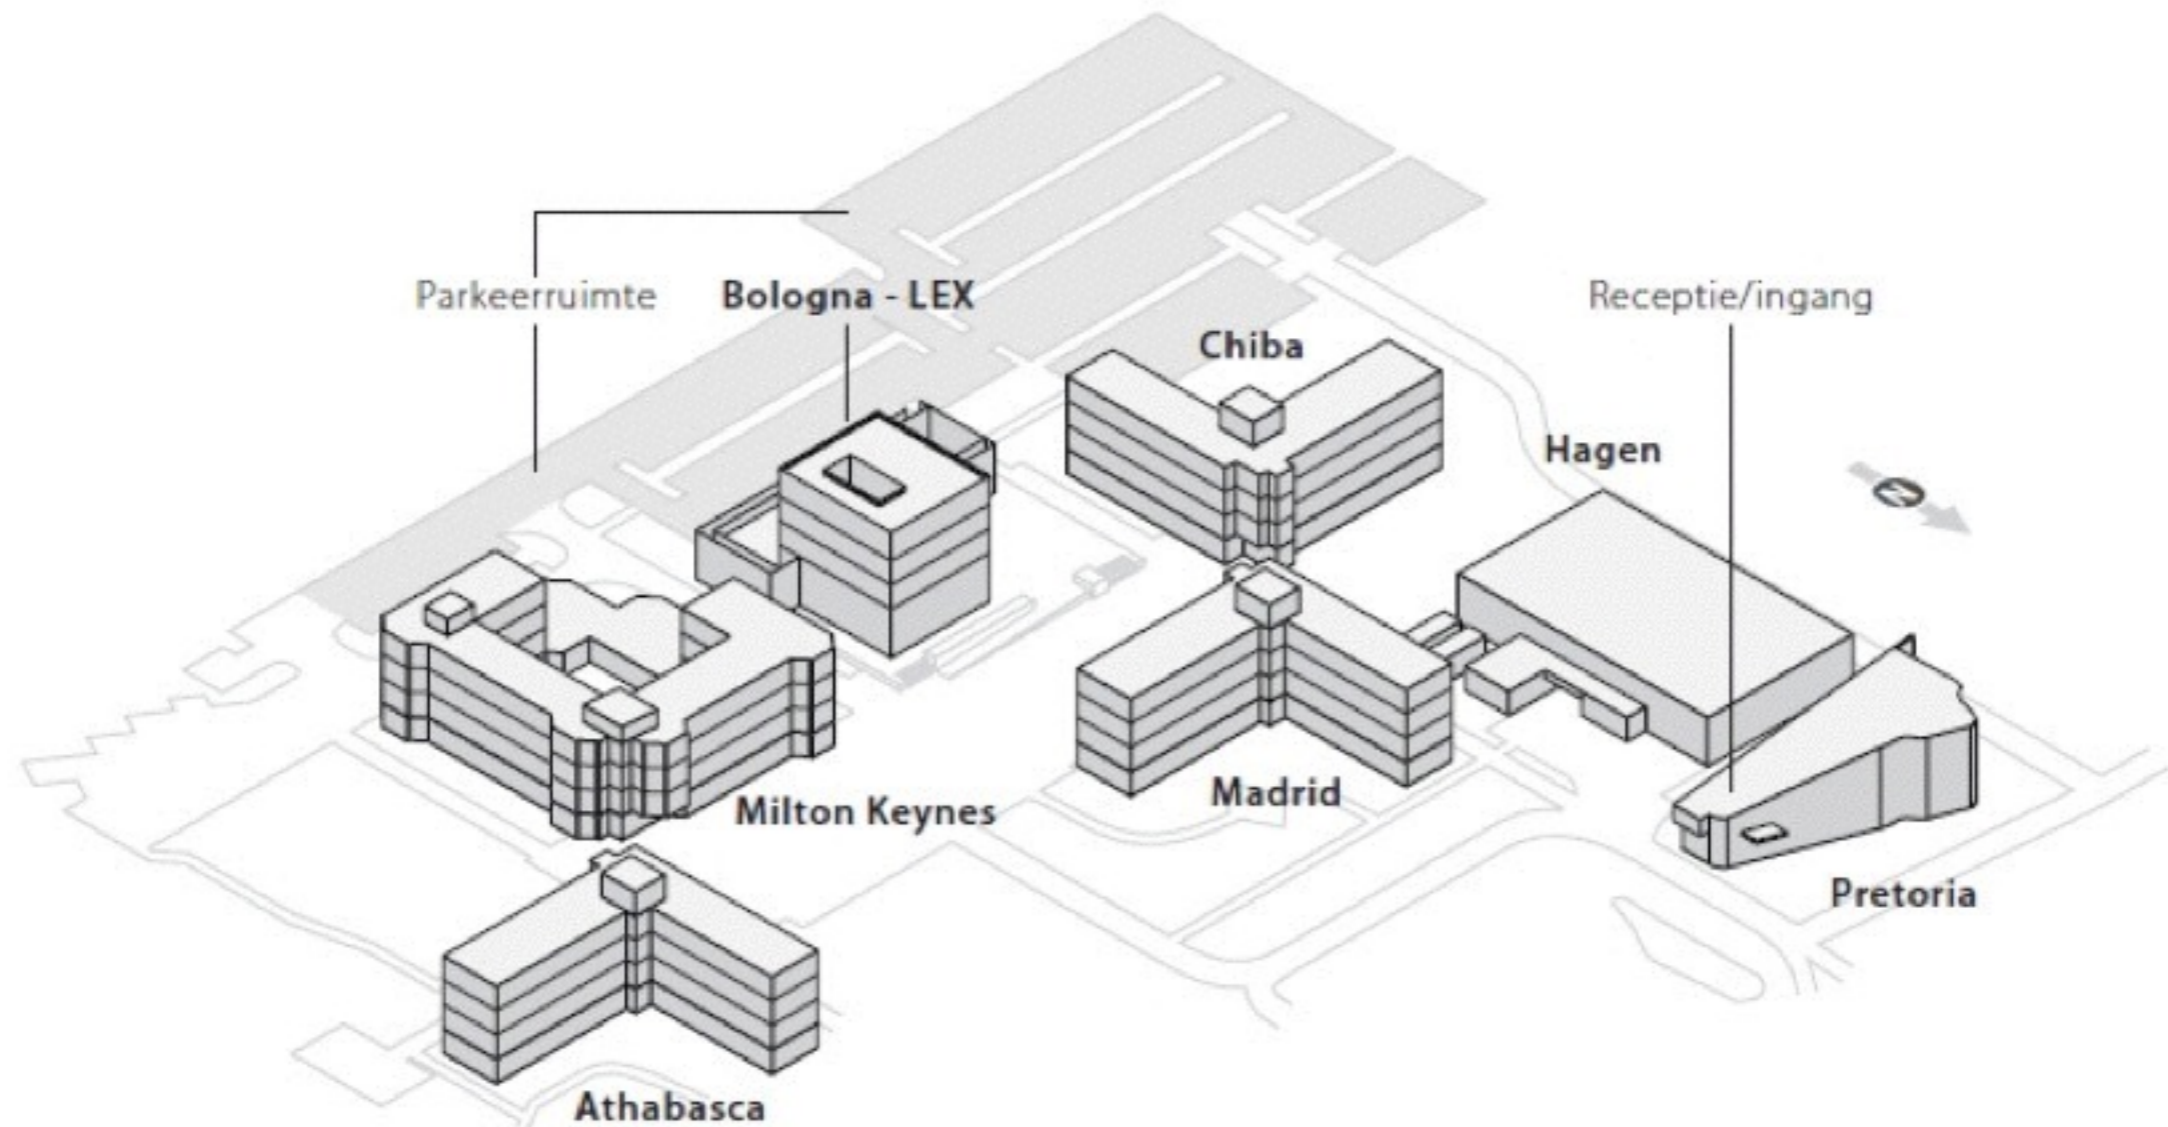 Parkeerruimte
Bologna - LEX
Receptie/ingang
Chiba
Hagen
N
Milton Keynes
Madrid
Pretoria
Athabasca